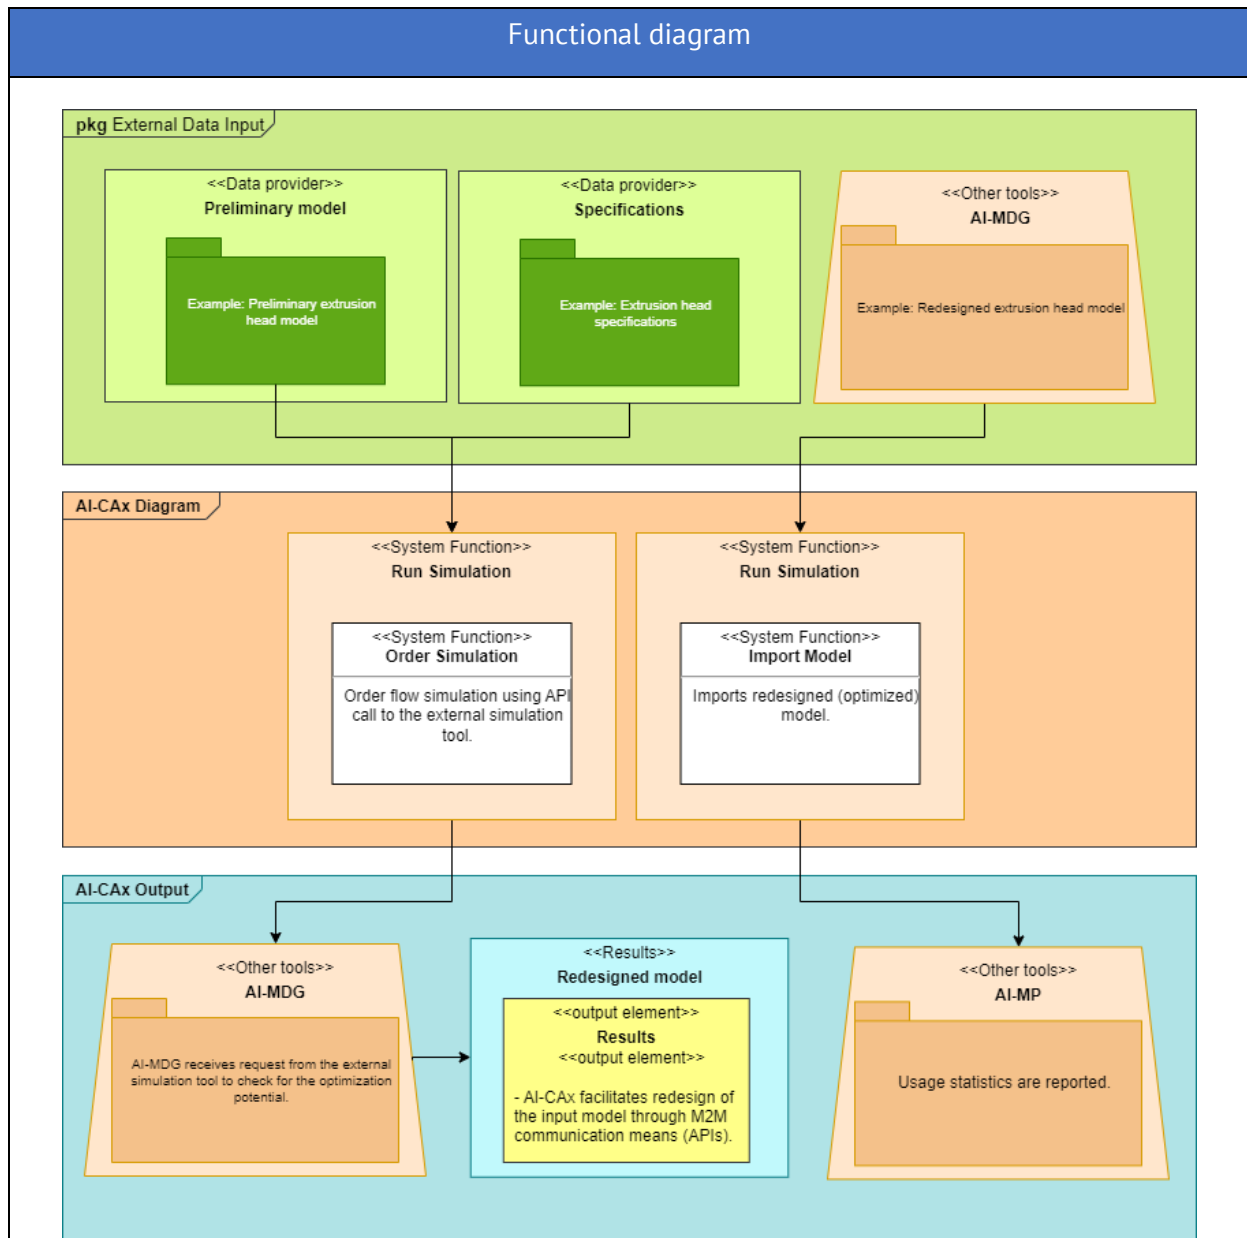 Functional diagram
pkg External Data Input
<<Data provider>>
Preliminary model
Example: Preliminary extrusion
head model
<<Data provider>>
Specifications
Example: Extrusion head
specifications
<<Other tools>>
AI-MDG
Example: Redesigned extrusion head model
AI-CAx Diagram
<<System Function>>
Run Simulation
<<System Function>>
Order Simulation
Order flow simulation using API
call to the external simulation
tool.
<<System Function>>
Run Simulation
<<System Function>>
Import Model
Imports redesigned (optimized)
model.
AI-CAx Output
<<Other tools>>
AI-MDG
AI-MDG receives request from the external
simulation tool to check for the optimization
potential.
<<Results>>
Redesigned model
<<output element>>
Results
<<output element>>
- AI-CAx facilitates redesign of
the input model through M2M
communication means (APIs).
<<Other tools>>
AI-MP
Usage statistics are reported.